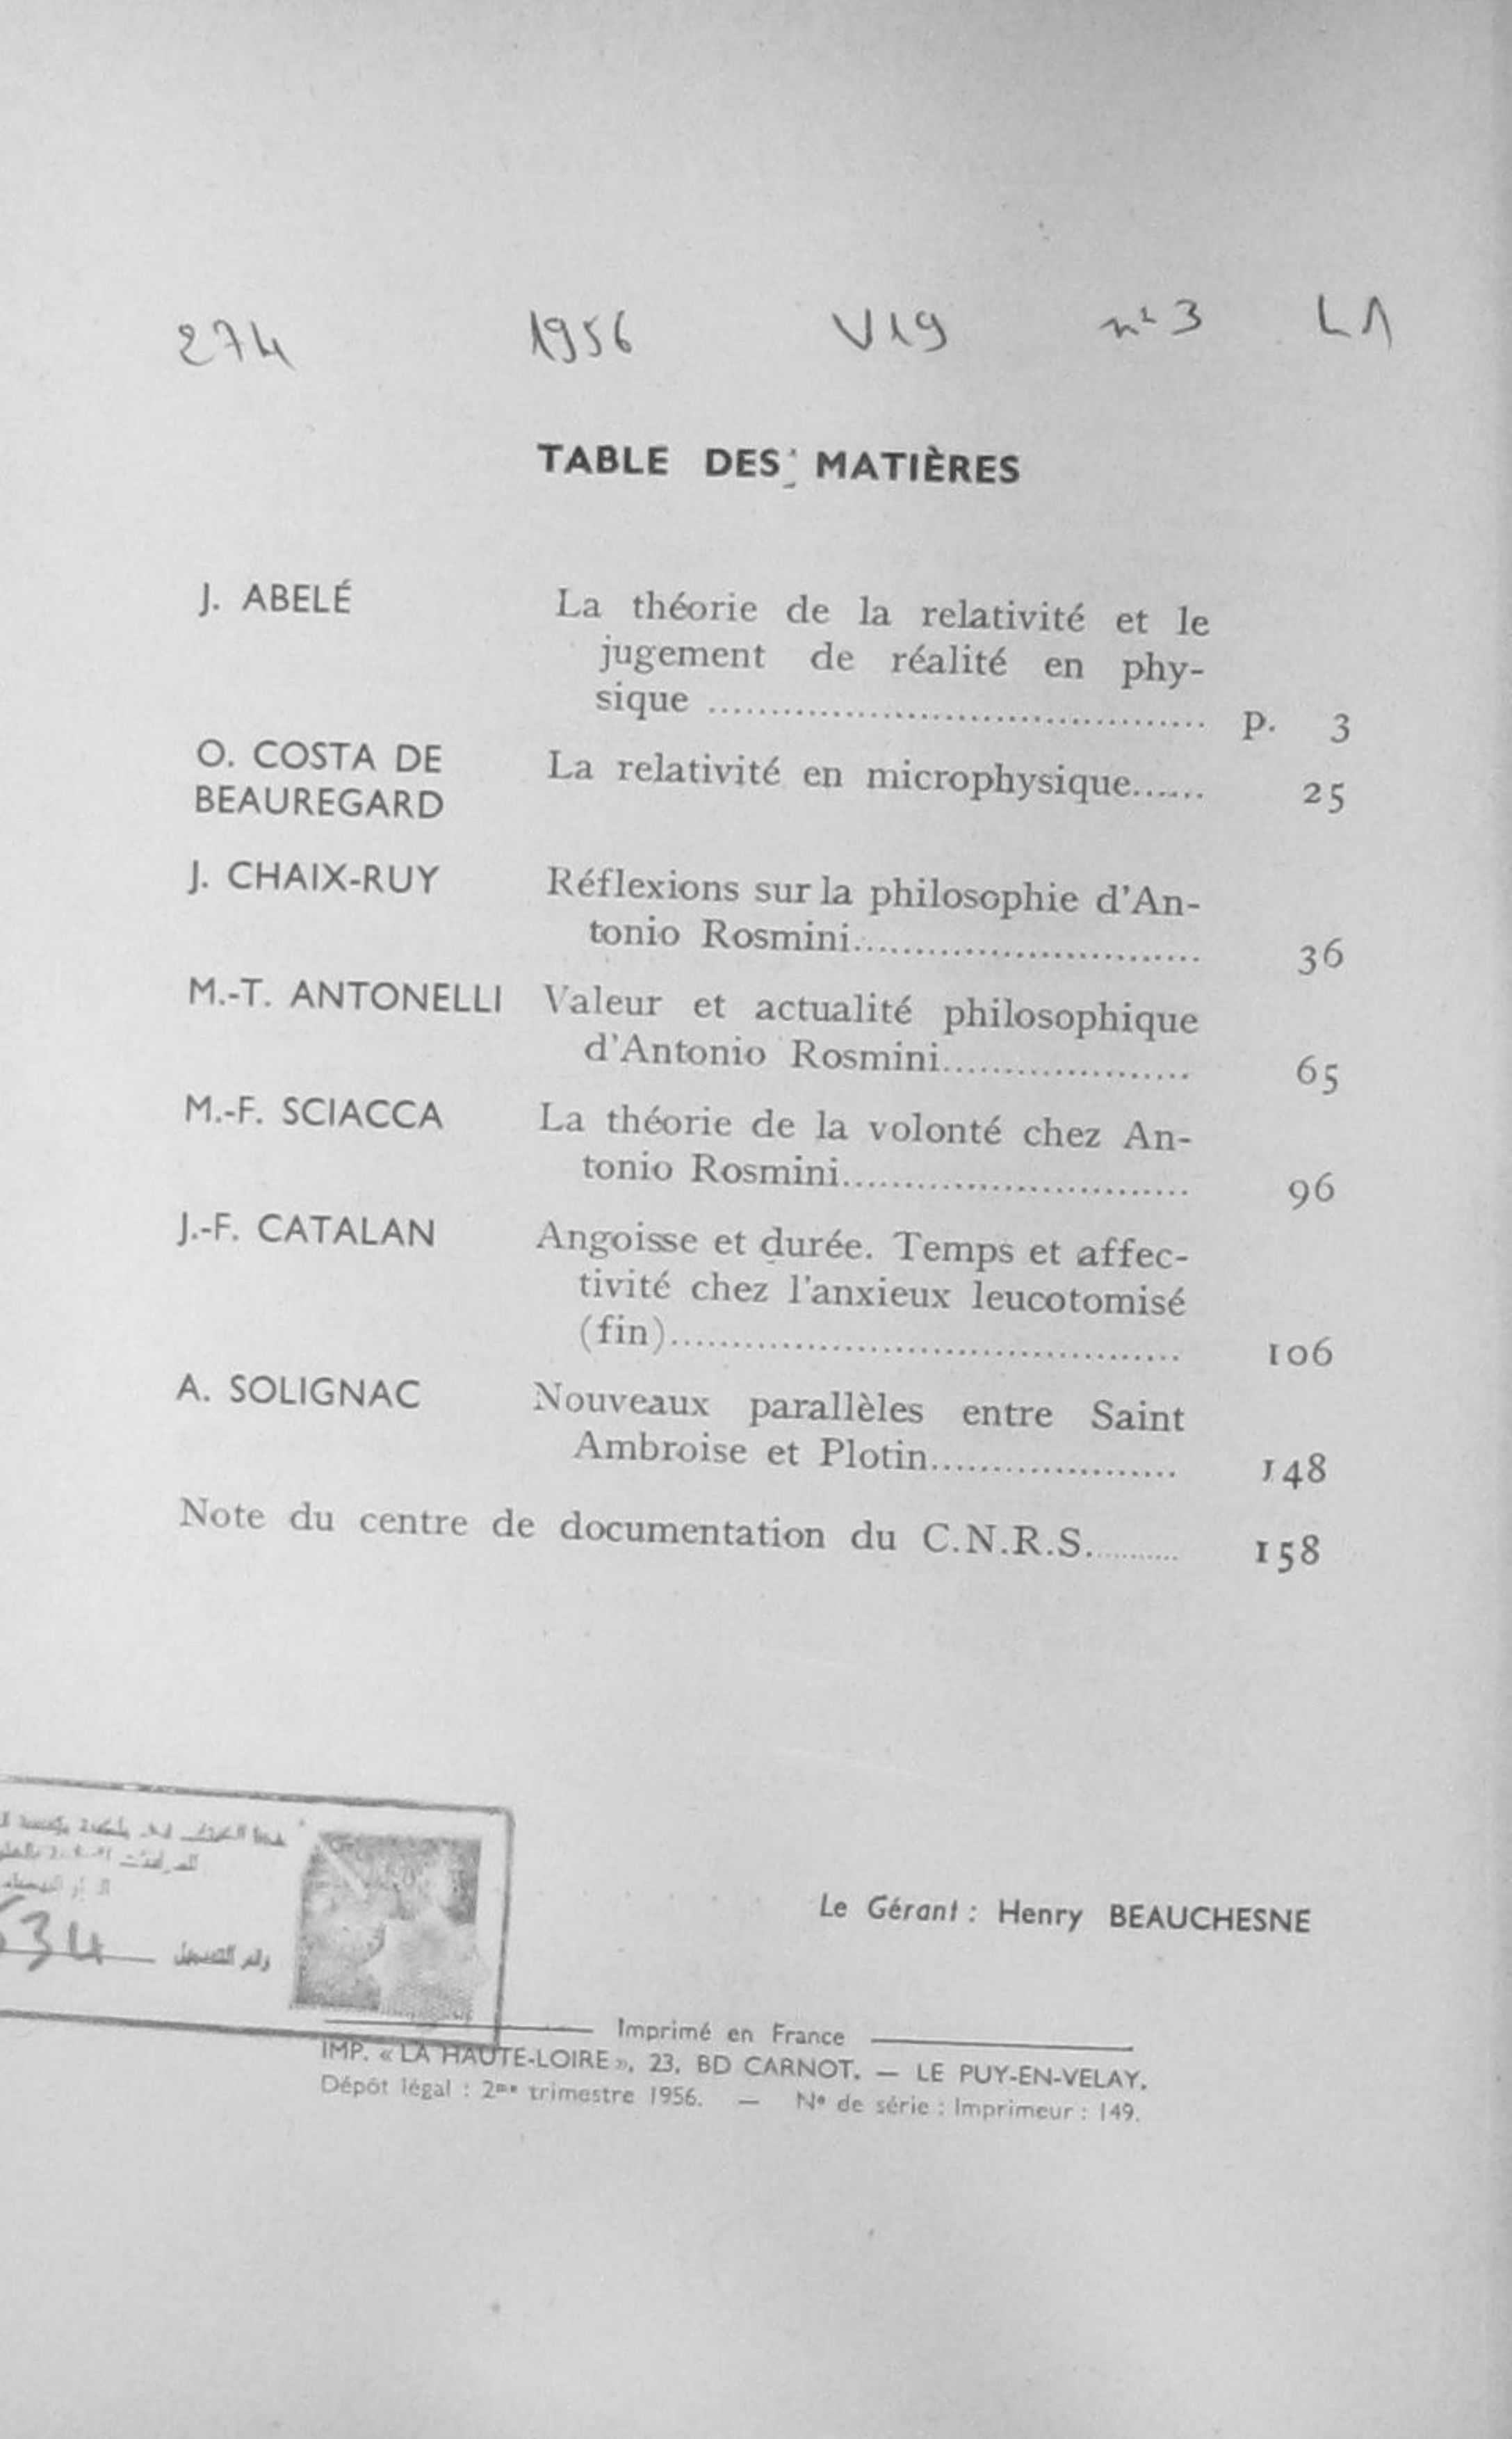 274 1956 V19 n° 3 L1
TABLE DES MATIÈRES
J. ABELÉ La théorie de la relativité et le
jugement de réalité en phy-
sique ........................................ p. 3
O. COSTA DE La relativité en microphysique...... 25
BEAUREGARD
J. CHAIX-RUY Réflexions sur la philosophie d'An-
tonio Rosmini............................ 36
M.-T. ANTONELLI Valeur et actualité philosophique
d'Antonio Rosmini.................... 65
M.-F. SCIACCA La théorie de la volonté chez An-
tonio Rosmini............................ 96
J.-F. CATALAN Angoisse et durée. Temps et affec-
tivité chez l'anxieux leucotomisé
(fin)......................................... 106
A. SOLIGNAC Nouveaux parallèles entre Saint
Ambroise et Plotin.................... 148
Note du centre de documentation du C.N.R.S........... 158
34 رقم التسجيل
Le Gérant : Henry BEAUCHESNE
Imprimé en France
IMP. « LA HAUTE-LOIRE », 23, BD CARNOT. — LE PUY-EN-VELAY.
Dépôt légal : 2me trimestre 1956. — N° de série : Imprimeur : 149.